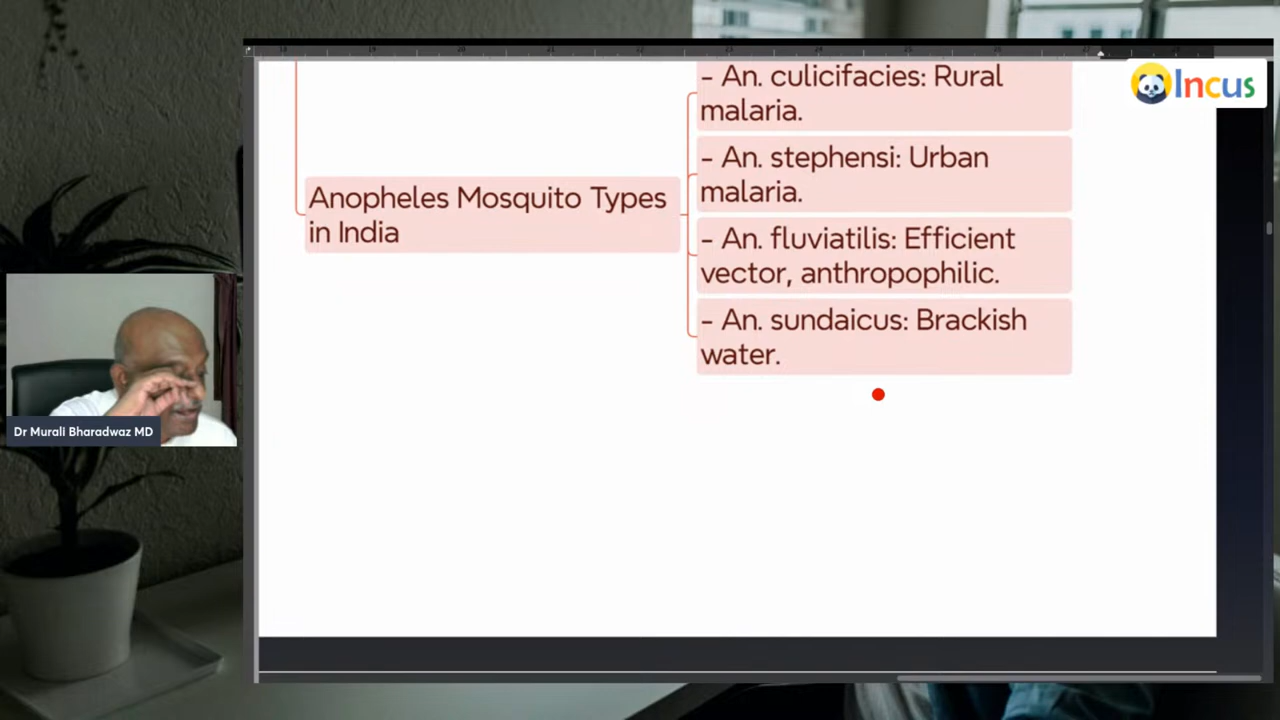 - An. culicifacies: Rural
malaria.
Incus
- An. stephensi: Urban
malaria.
Anopheles Mosquito Types
in India
- An. fluviatilis: Efficient
vector, anthropophilic.
- An. sundaicus: Brackish
water.
Dr Murali Bharadwaz MD